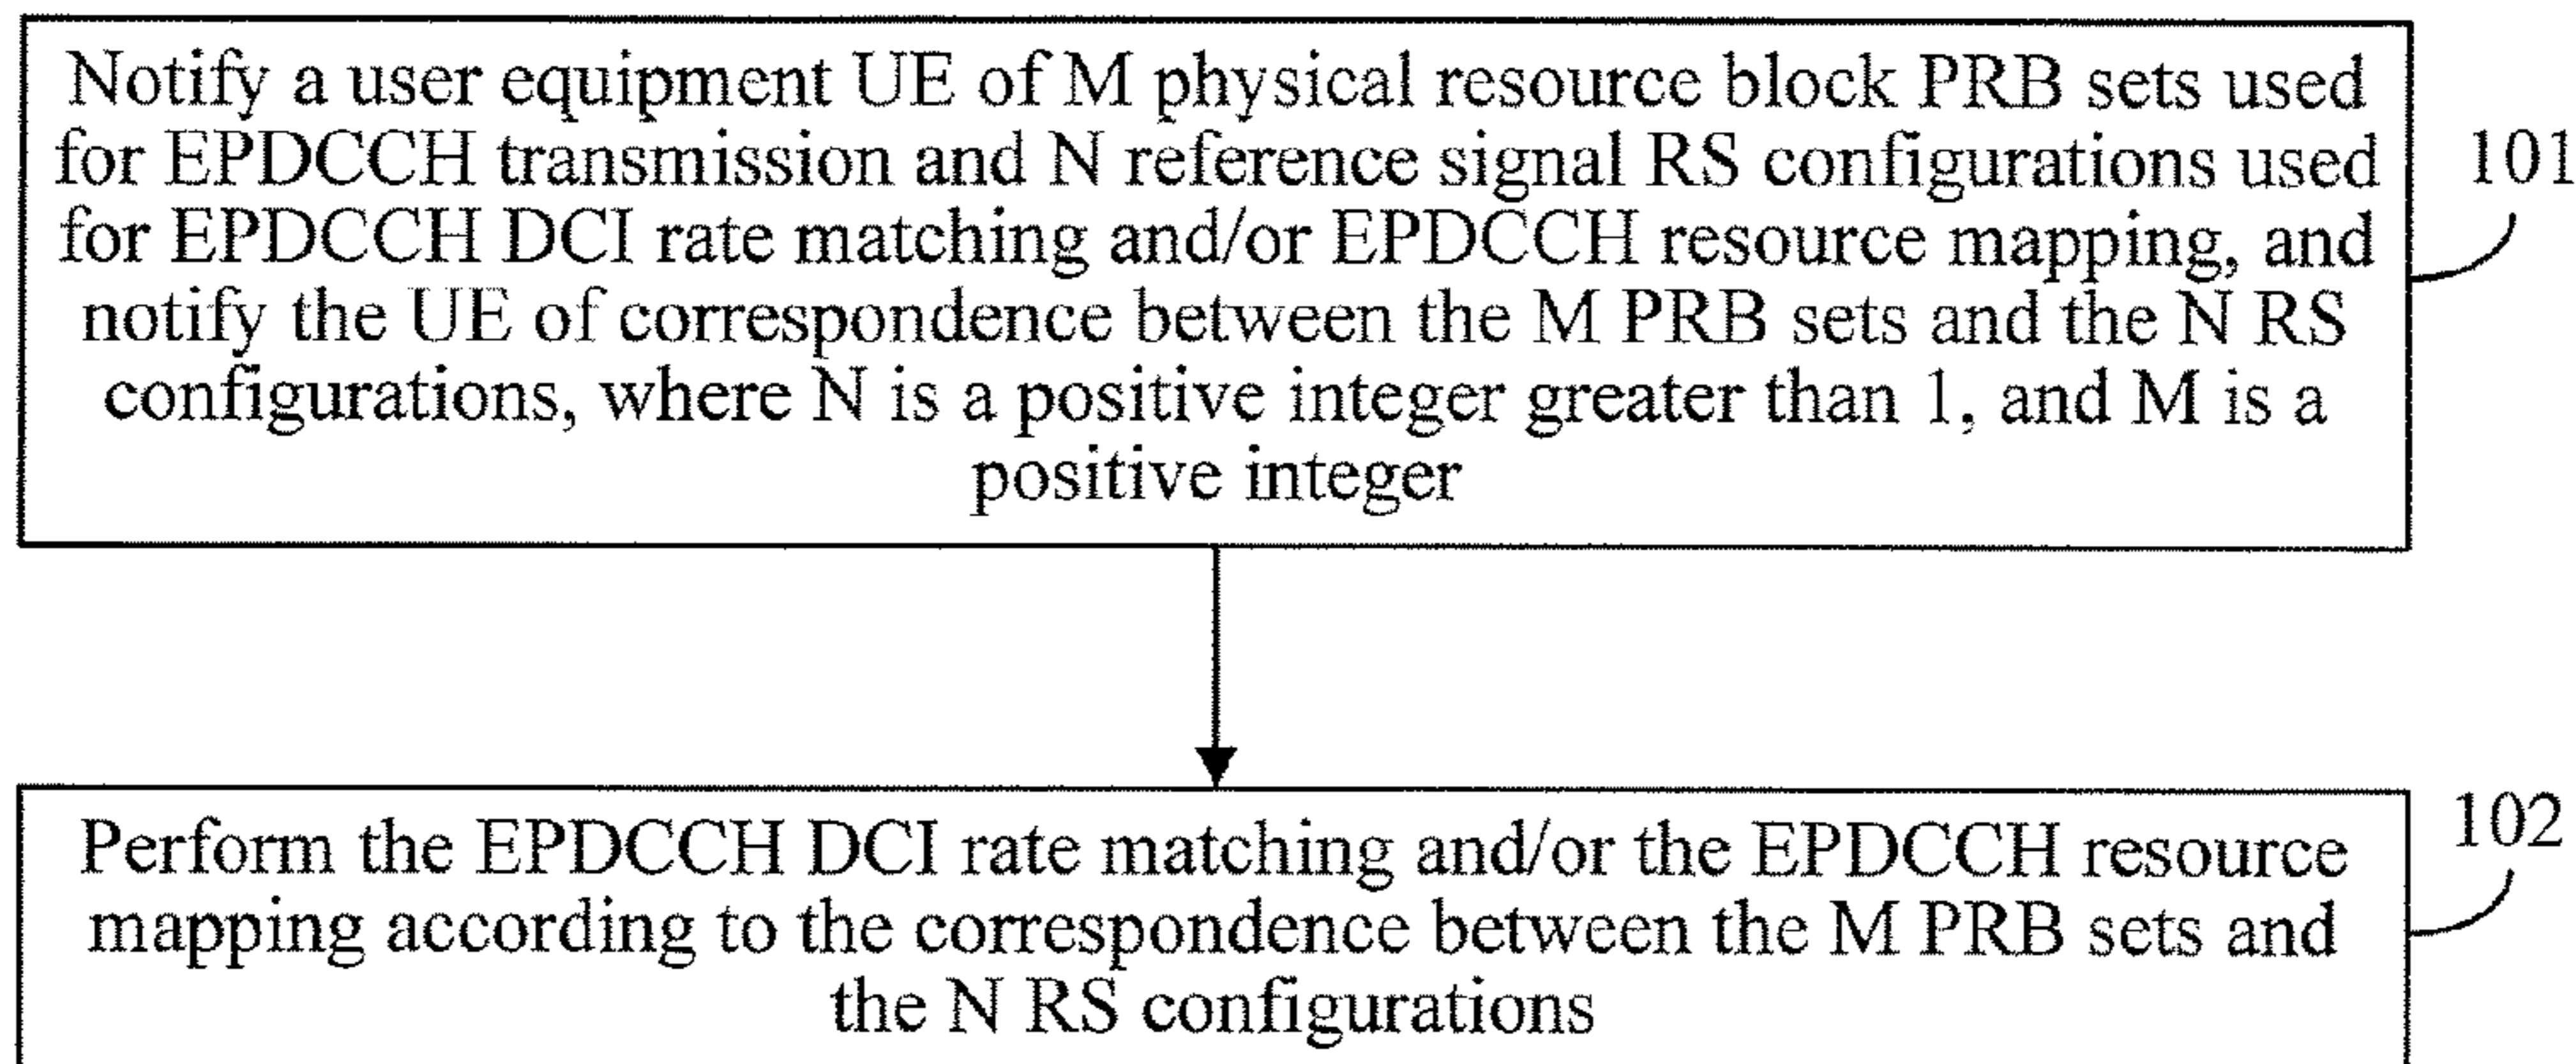 Notify a user equipment UE of M physical resource block PRB sets used
for EPDCCH transmission and N reference signal RS configurations used
for EPDCCH DCI rate matching and/or EPDCCH resource mapping, and
notify the UE of correspondence between the M PRB sets and the N RS
configurations, where N is a positive integer greater than 1, and M is a
positive integer
101
Perform the EPDCCH DCI rate matching and/or the EPDCCH resource
mapping according to the correspondence between the M PRB sets and
the N RS configurations
102